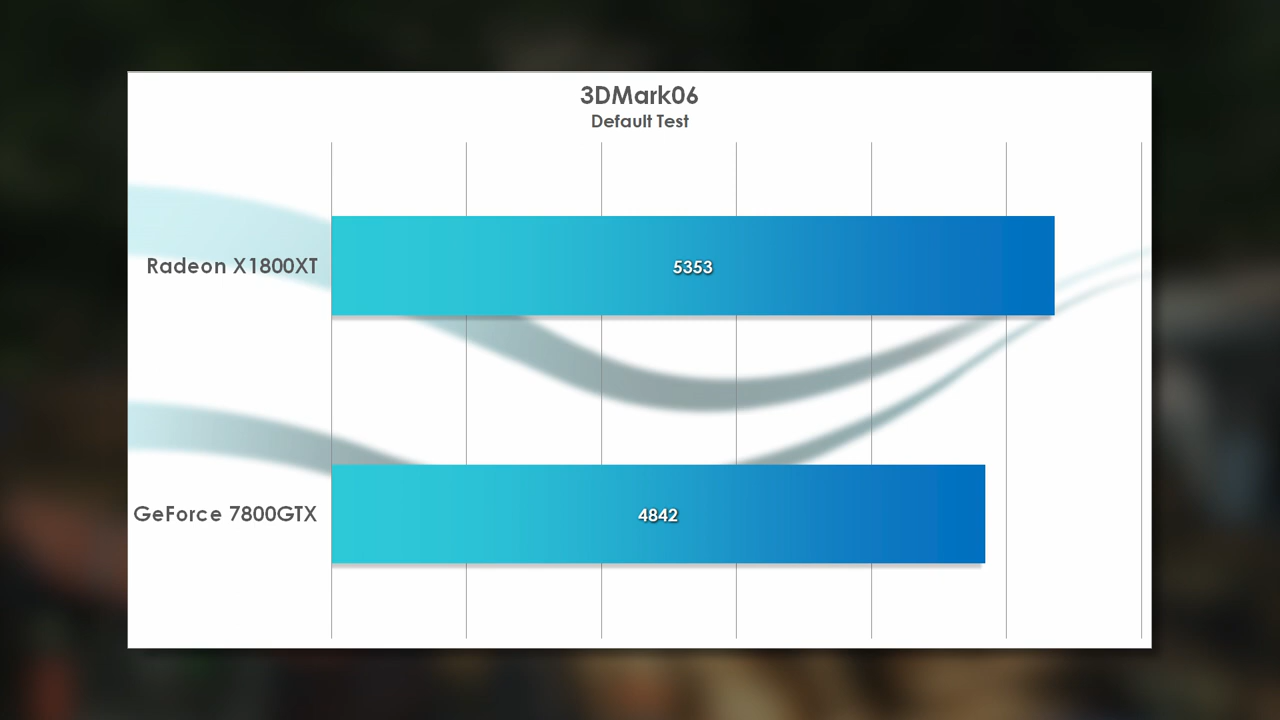 3DMark06
Default Test
Radeon X1800XT
5353
GeForce 7800GTX
4842